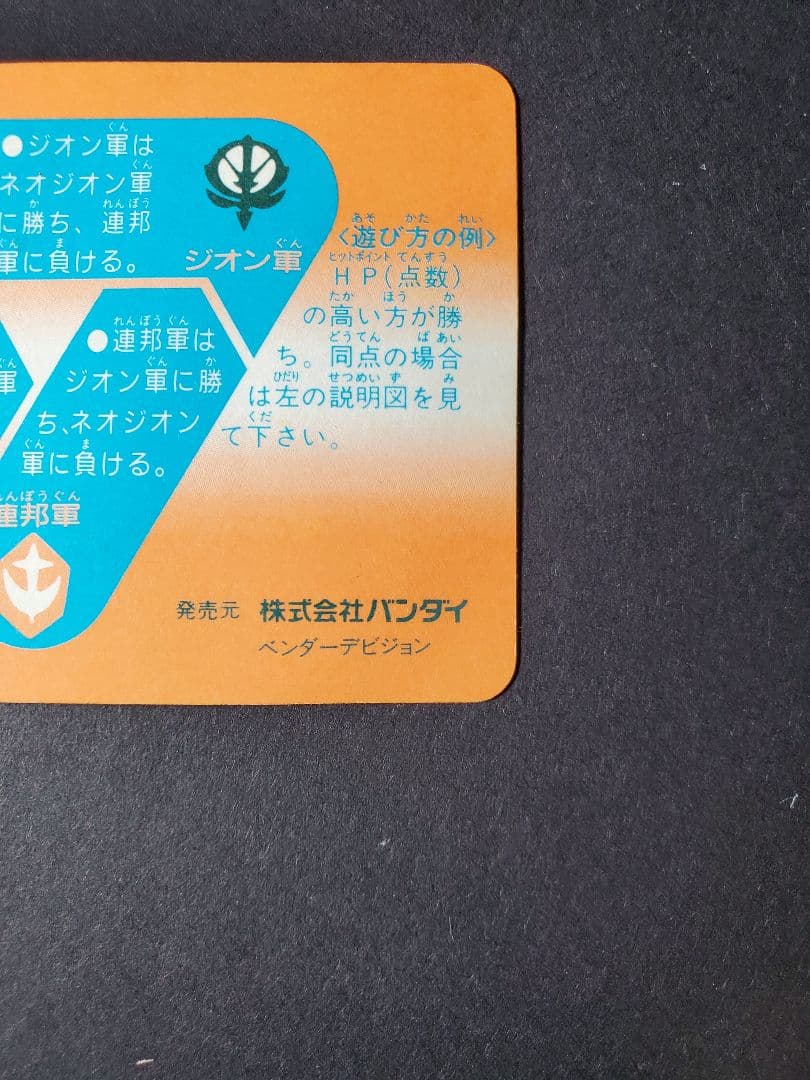 ●ジオン軍は
ネオジオン軍
に勝ち、連邦
軍に負ける。
ジオン軍
<遊び方の例>
HP(点数)
の高い方が勝
ち。同点の場合
は左の説明図を見
て下さい。
軍
●連邦軍は
ジオン軍に勝
ち、ネオジオン
軍に負ける。
連邦軍
発売元 株式会社バンダイ
ベンダーデビジョン